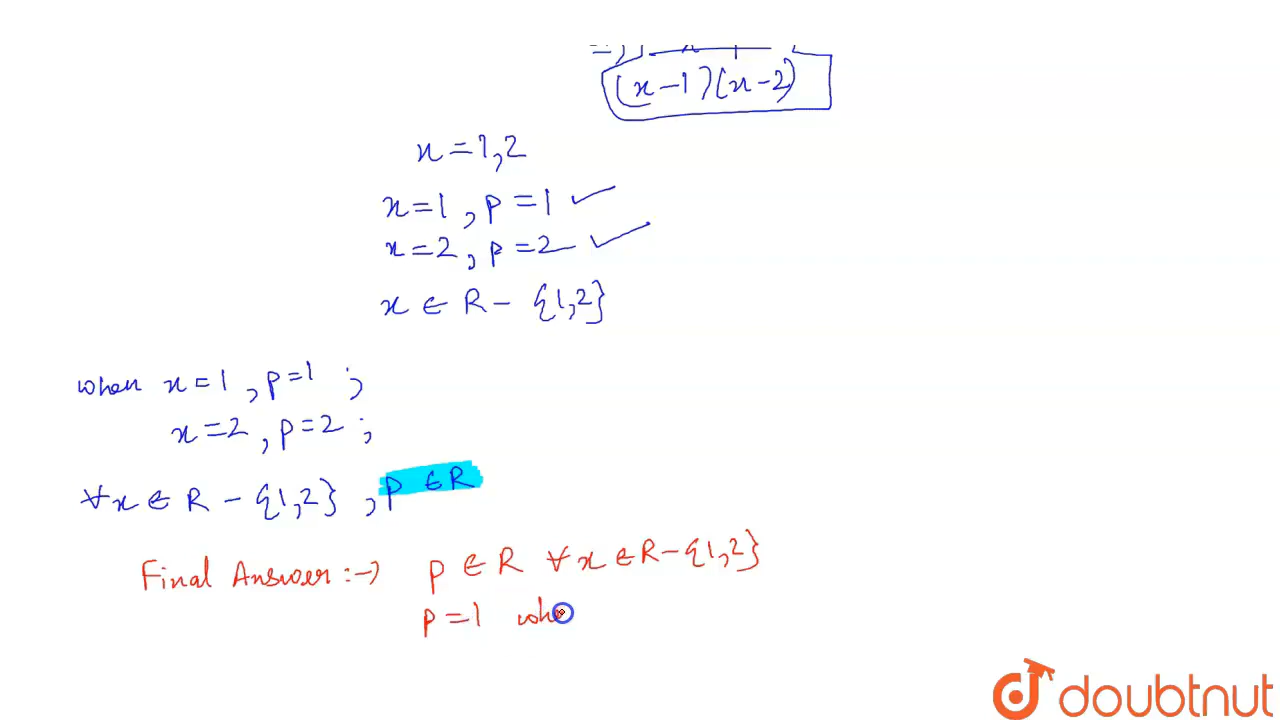 (x-1)(x-2)
x=1,2
x=1, p=1 ✓
x=2, p=2 ✓
x ∈ R - {1,2}
when x=1, p=1 ;
x=2, p=2 ;
∀x ∈ R - {1,2}, p ∈ R
Final Answer :→ p ∈ R ∀x ∈ R-{1,2}
p=1
doubtnut